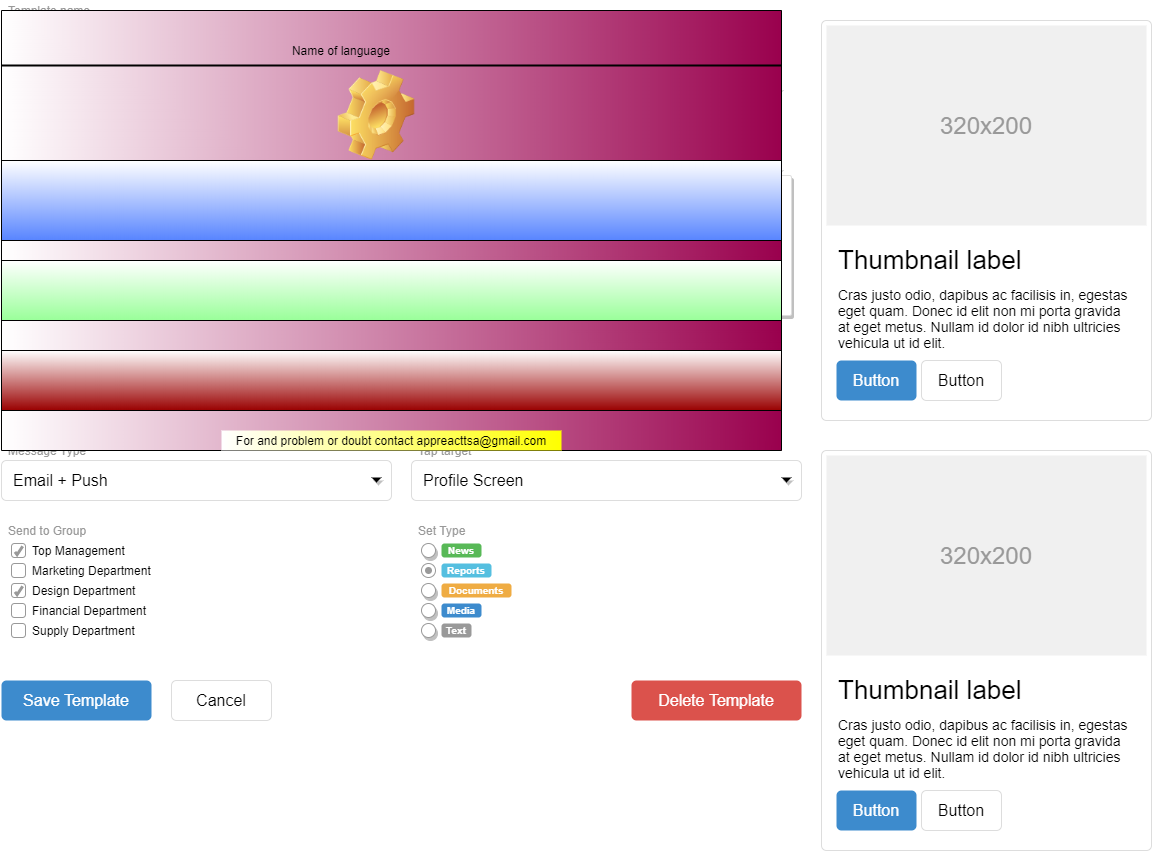 Template name
Name of language
For and problem or doubt contact appreacttsa@gmail.com
Message Type
Tap target
Email + Push
Profile Screen
Send to Group
Top Management
Marketing Department
Design Department
Financial Department
Supply Department
Set Type
News
Reports
Documents
Media
Text
Save Template
Cancel
Delete Template
320x200
Thumbnail label
Cras justo odio, dapibus ac facilisis in, egestas
eget quam. Donec id elit non mi porta gravida
at eget metus. Nullam id dolor id nibh ultricies
vehicula ut id elit.
Button
Button
320x200
Thumbnail label
Cras justo odio, dapibus ac facilisis in, egestas
eget quam. Donec id elit non mi porta gravida
at eget metus. Nullam id dolor id nibh ultricies
vehicula ut id elit.
Button
Button